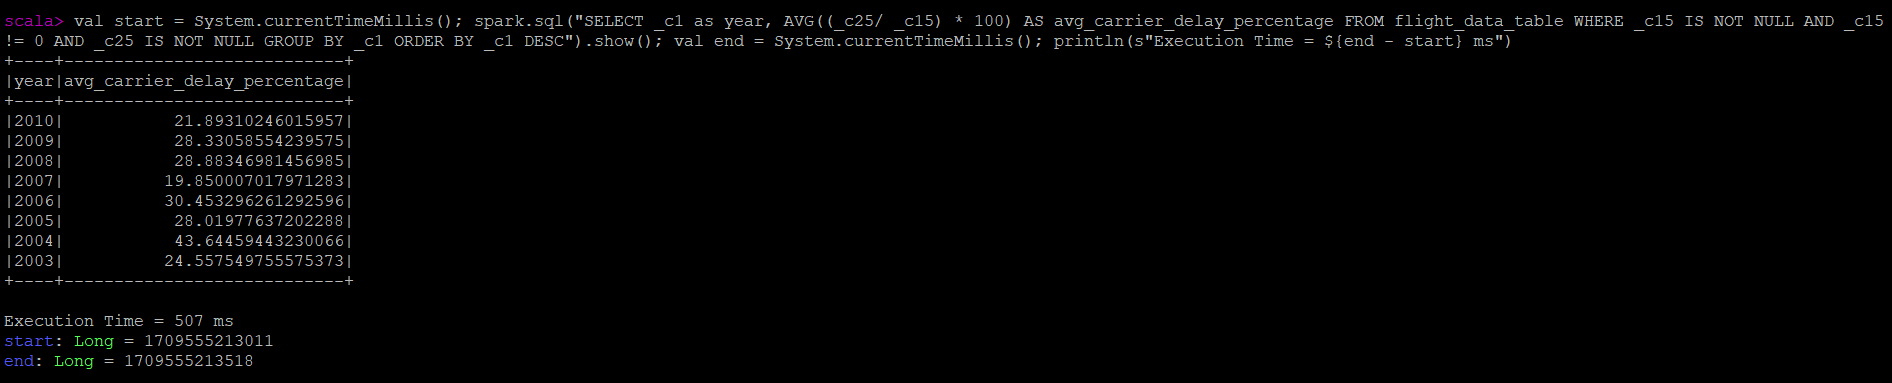 scala> val start = System.currentTimeMillis(); spark.sql("SELECT _c1 as year, AVG((_c25/ _c15) * 100) AS avg_carrier_delay_percentage FROM flight_data_table WHERE _c15 IS NOT NULL AND _c15
!= 0 AND _c25 IS NOT NULL GROUP BY _c1 ORDER BY _c1 DESC").show(); val end = System.currentTimeMillis(); println(s"Execution Time = ${end - start} ms")
+----+----------------------------+
|year|avg_carrier_delay_percentage|
+----+----------------------------+
|2010|           21.89310246015957|
|2009|           28.33058554239575|
|2008|           28.88346981456985|
|2007|          19.850007017971283|
|2006|          30.453296261292596|
|2005|           28.01977637202288|
|2004|           43.64459443230066|
|2003|          24.557549755575373|
+----+----------------------------+
Execution Time = 507 ms
start: Long = 1709555213011
end: Long = 1709555213518